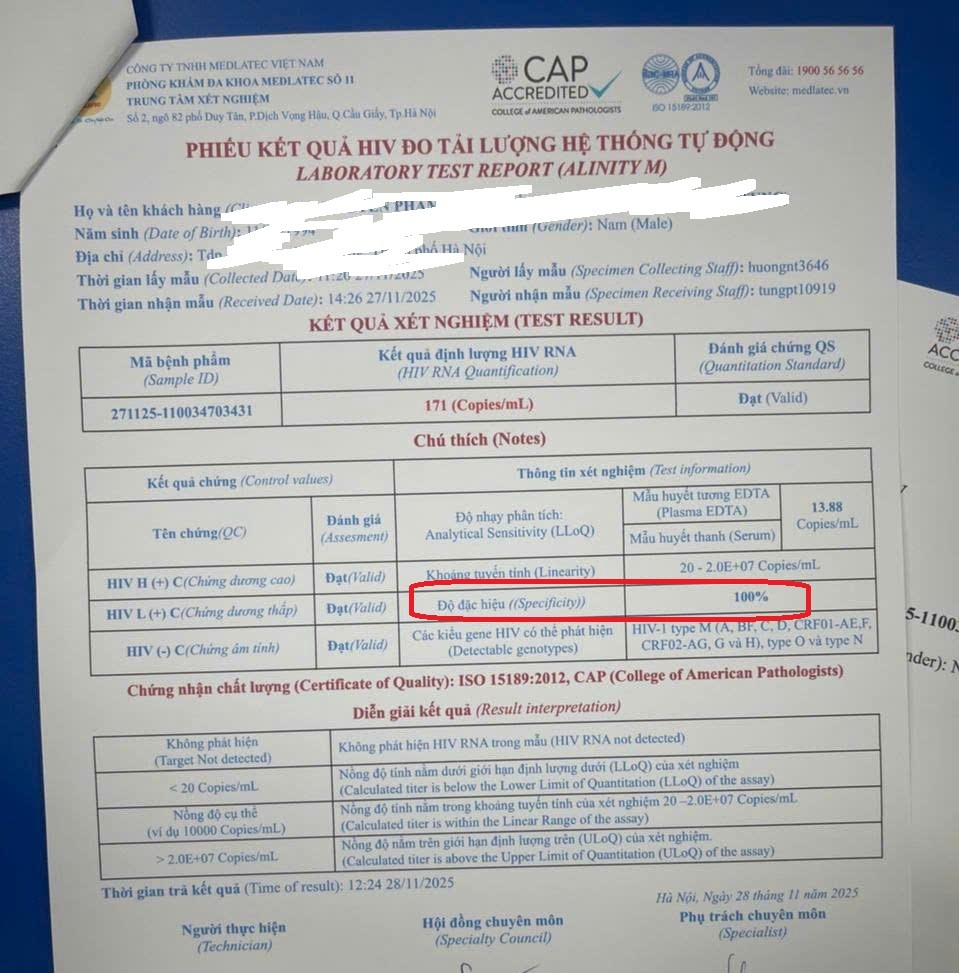 CÔNG TY TNHH MEDLATEC VIỆT NAM
PHÒNG KHÁM ĐA KHOA MEDLATEC SỐ 11
TRUNG TÂM XÉT NGHIỆM
Số 2, ngõ 82 phố Duy Tân, P.Dịch Vọng Hậu, Q.Cầu Giấy, Tp.Hà Nội
CAP
ACCREDITED
COLLEGE of AMERICAN PATHOLOGISTS
ISO 15189:2012
Tổng đài: 1900 56 56 56
Website: medlatec.vn
PHIẾU KẾT QUẢ HIV ĐO TẢI LƯỢNG HỆ THỐNG TỰ ĐỘNG
LABORATORY TEST REPORT (ALINITY M)
Họ và tên khách hàng
Năm sinh (Date of Birth): (Gender): Nam (Male)
Địa chỉ (Address): Hà Nội
Thời gian lấy mẫu (Collected Date): 11:26 27/11/2025 Người lấy mẫu (Specimen Collecting Staff): huongnt3646
Thời gian nhận mẫu (Received Date): 14:26 27/11/2025 Người nhận mẫu (Specimen Receiving Staff): tungpt10919
KẾT QUẢ XÉT NGHIỆM (TEST RESULT)
Mã bệnh phẩm (Sample ID) Kết quả định lượng HIV RNA (HIV RNA Quantification) Đánh giá chứng QS (Quantitation Standard)
271125-110034703431 171 (Copies/mL) Đạt (Valid)
Chú thích (Notes)
Kết quả chứng (Control values) Thông tin xét nghiệm (Test information)
Tên chứng(QC) Đánh giá (Assesment) Độ nhạy phân tích: Analytical Sensitivity (LLoQ) Mẫu huyết tương EDTA (Plasma EDTA) 13.88 Copies/mL
Mẫu huyết thanh (Serum)
HIV H (+) C(Chứng dương cao) Đạt(Valid) Khoảng tuyến tính (Linearity) 20 - 2.0E+07 Copies/mL
HIV L (+) C(Chứng dương thấp) Đạt(Valid) Độ đặc hiệu ((Specificity)) 100%
HIV (-) C(Chứng âm tính) Đạt(Valid) Các kiểu gene HIV có thể phát hiện (Detectable genotypes) HIV-1 type M (A, BF, C, D, CRF01-AE,F, CRF02-AG, G và H), type O và type N
Chứng nhận chất lượng (Certificate of Quality): ISO 15189:2012, CAP (College of American Pathologists)
Diễn giải kết quả (Result interpretation)
Không phát hiện (Target Not detected) Không phát hiện HIV RNA trong mẫu (HIV RNA not detected)
< 20 Copies/mL Nồng độ tính nằm dưới giới hạn định lượng dưới (LLoQ) của xét nghiệm (Calculated titer is below the Lower Limit of Quantitation (LLoQ) of the assay)
Nồng độ cụ thể (ví dụ 10000 Copies/mL) Nồng độ tính nằm trong khoảng tuyến tính của xét nghiệm 20 –2.0E+07 Copies/mL (Calculated titer is within the Linear Range of the assay)
> 2.0E+07 Copies/mL Nồng độ nằm trên giới hạn định lượng trên (ULoQ) của xét nghiệm. (Calculated titer is above the Upper Limit of Quantitation (ULoQ) of the assay)
Thời gian trả kết quả (Time of result): 12:24 28/11/2025
Hà Nội, Ngày 28 tháng 11 năm 2025
Người thực hiện (Technician) Hội đồng chuyên môn (Specialty Council) Phụ trách chuyên môn (Specialist)